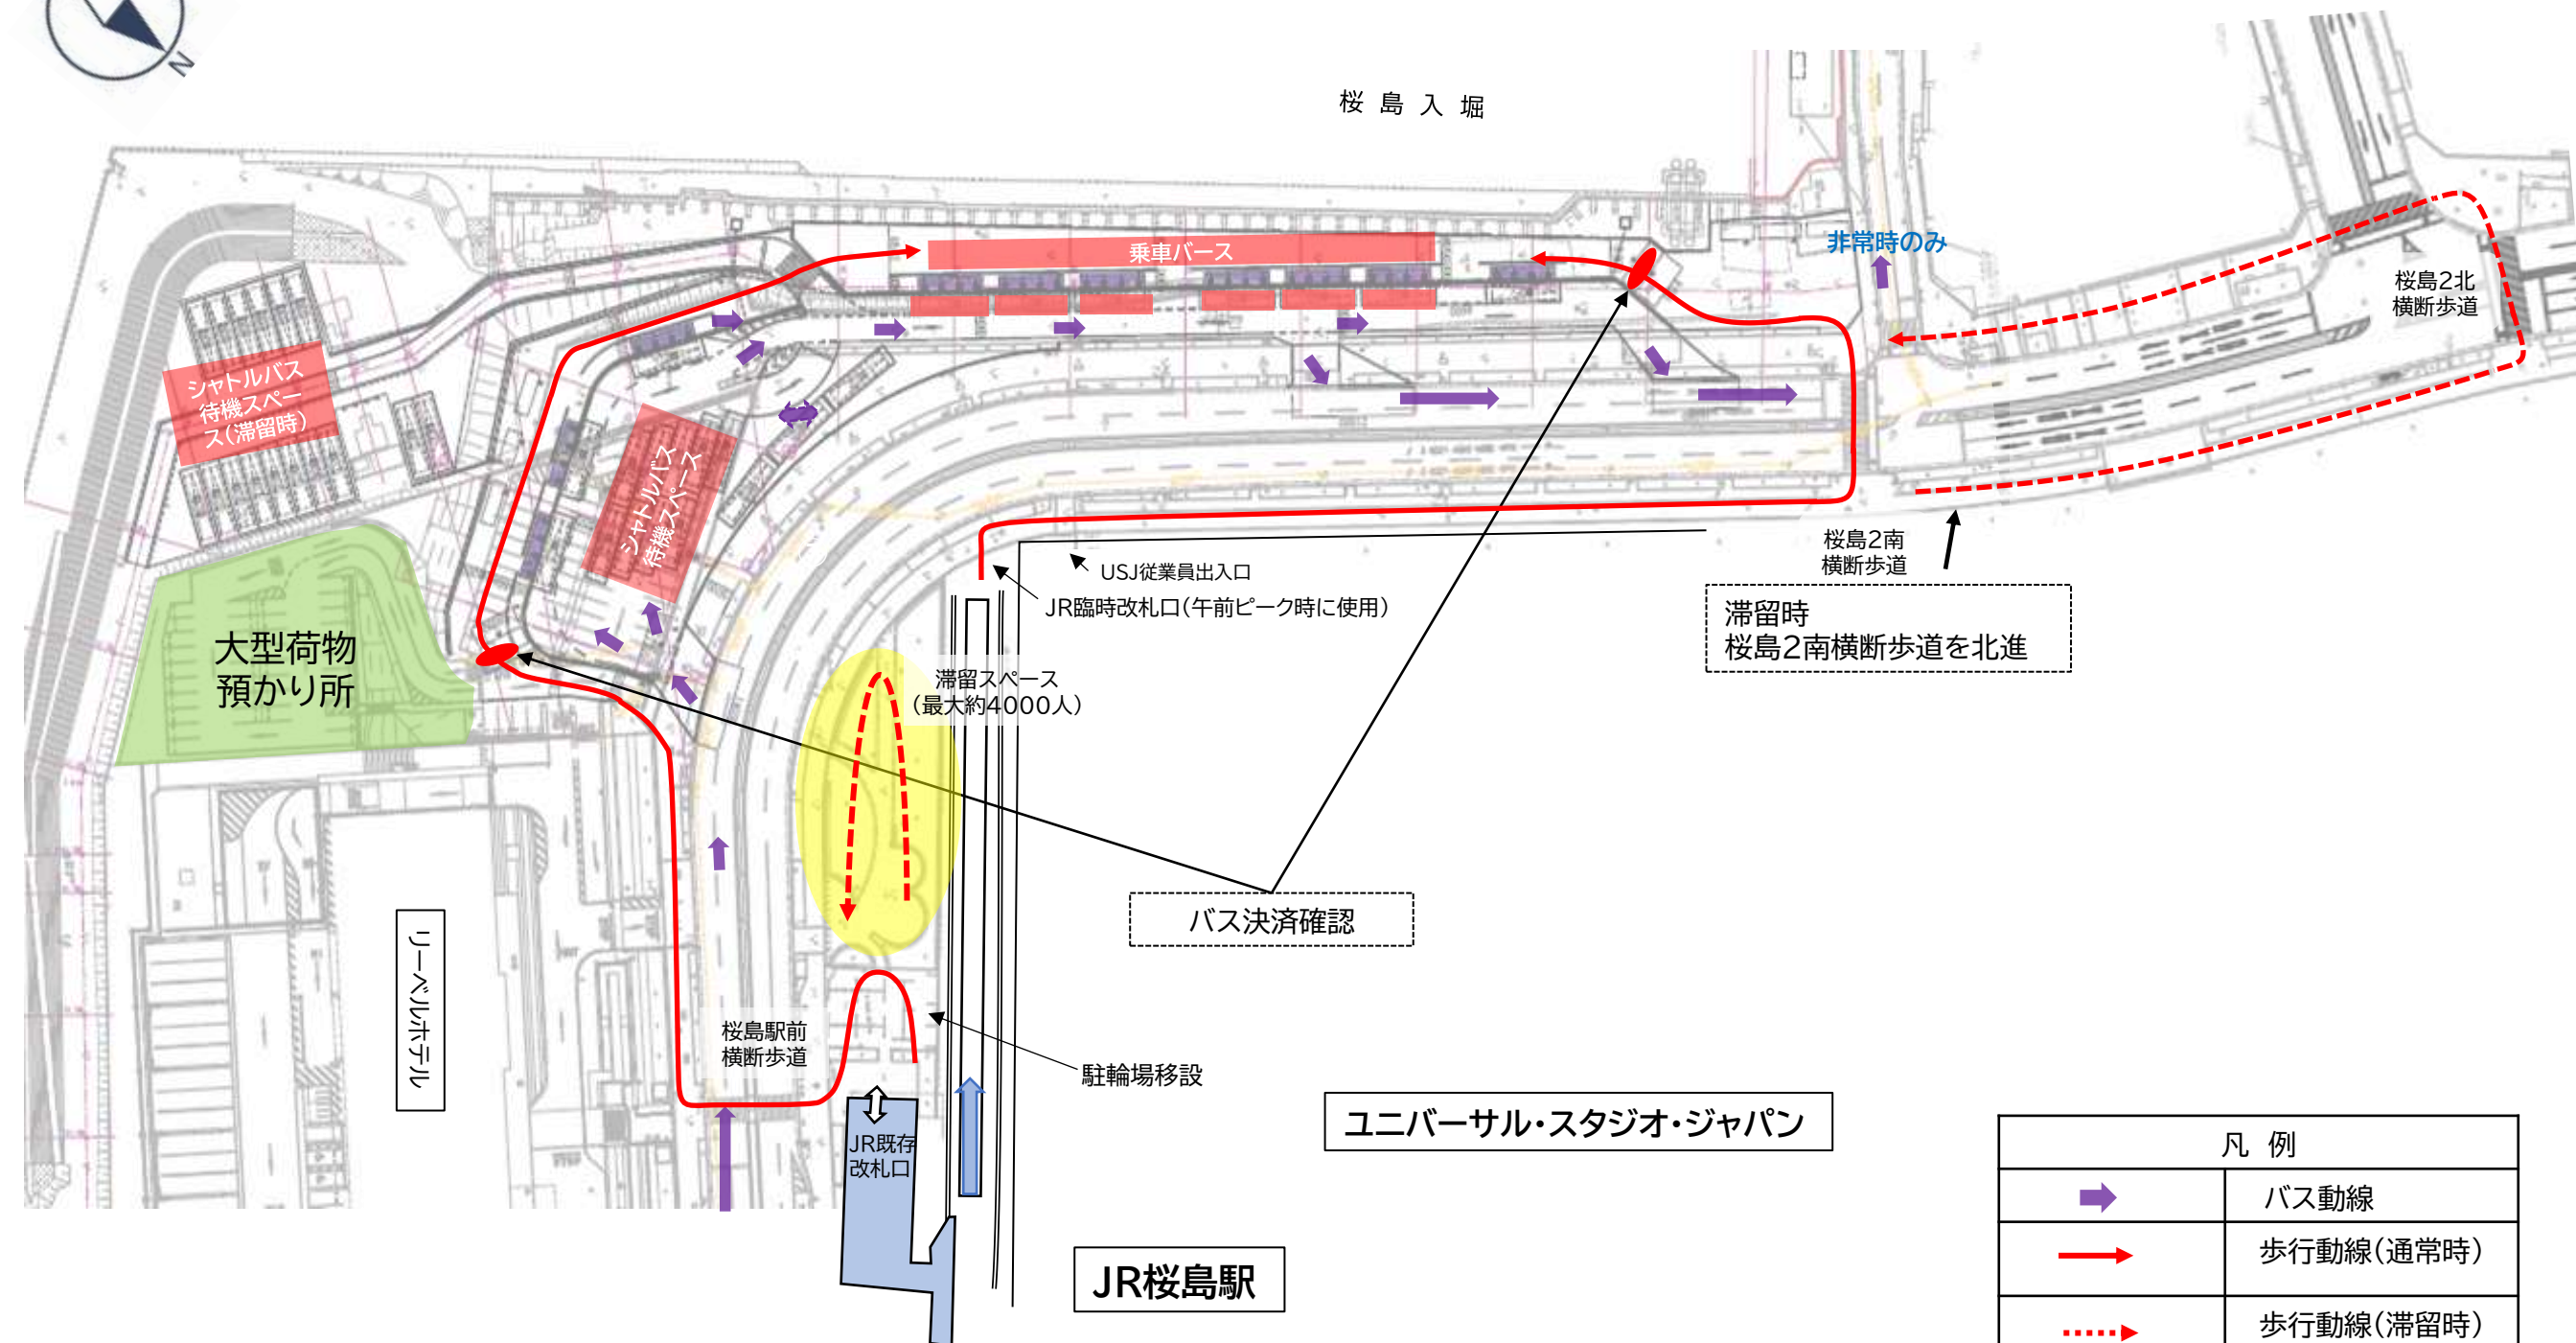 N
桜 島 入 堀
乗車バース
非常時のみ
桜島2北
横断歩道
シャトルバス
待機スペー
ス(滞留時)
シャトルバス
待機スペース
桜島2南
横断歩道
USJ従業員出入口
JR臨時改札口(午前ピーク時に使用)
滞留時
桜島2南横断歩道を北進
大型荷物
預かり所
滞留スペース
(最大約4000人)
バス決済確認
リーベルホテル
桜島駅前
横断歩道
駐輪場移設
JR既存
改札口
ユニバーサル・スタジオ・ジャパン
JR桜島駅
凡 例
バス動線
歩行動線(通常時)
歩行動線(滞留時)